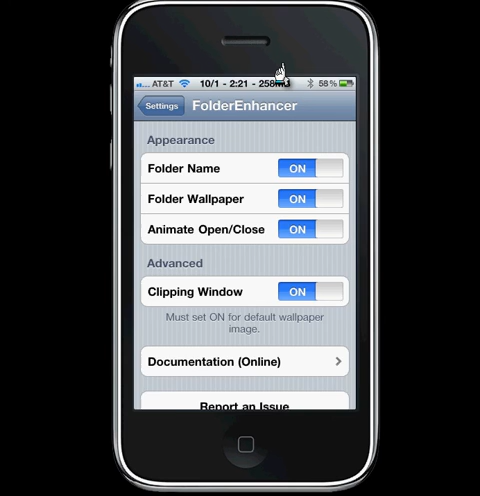 AT&T 10/1 - 2:21 - 258MB 58%
Settings FolderEnhancer
Appearance
Folder Name ON
Folder Wallpaper ON
Animate Open/Close ON
Advanced
Clipping Window ON
Must set ON for default wallpaper
image.
Documentation (Online)
Report an Issue